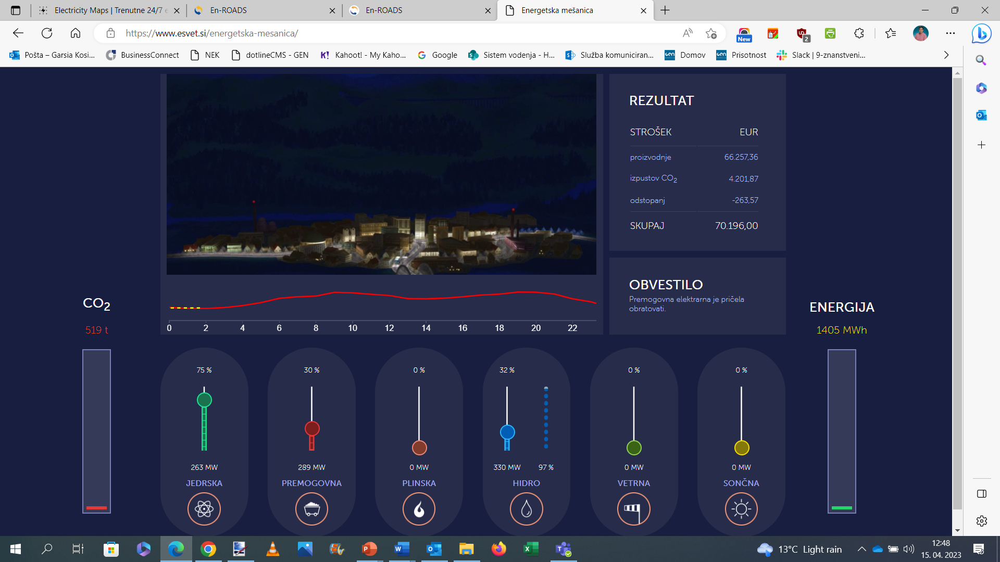 Electricity Maps | Trenutne 24/7 e
En-ROADS
En-ROADS
Energetska mešanica
https://www.esvet.si/energetska-mesanica/
New
2
Pošta – Garsia Kosi...
BusinessConnect
NEK
dotlineCMS - GEN
Kahoot! - My Kaho...
Google
Sistem vodenja - H...
Služba komuniciran...
Domov
Prisotnost
Slack | 9-znanstveni...
REZULTAT
STROŠEK EUR
proizvodnje 66.257,36
izpustov CO2 4.201,87
odstopanj -263,57
SKUPAJ 70.196,00
OBVESTILO
Premogovna elektrarna je pričela
obratovati.
0 2 4 6 8 10 12 14 16 18 20 22
CO2
519 t
ENERGIJA
1405 MWh
75 %
263 MW
JEDRSKA
30 %
289 MW
PREMOGOVNA
0 %
0 MW
PLINSKA
32 %
330 MW 97 %
HIDRO
0 %
0 MW
VETRNA
0 %
0 MW
SONČNA
13°C Light rain
12:48
15. 04. 2023